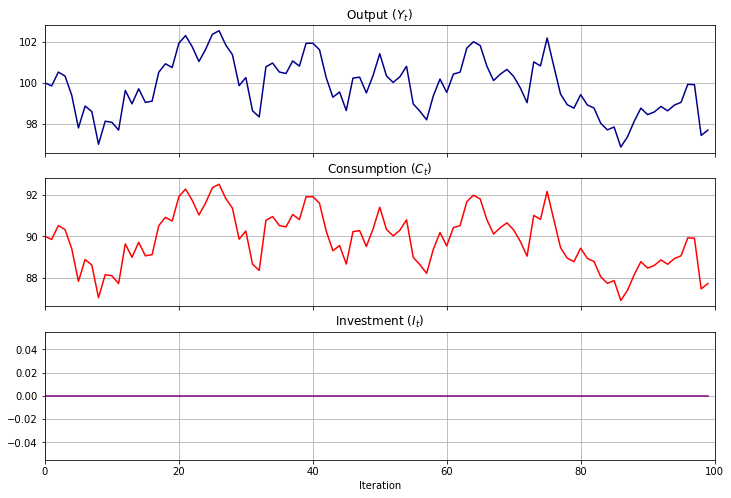 Output (Y_t)
102
100
98
Consumption (C_t)
92
90
88
Investment (I_t)
0.04
0.02
0.00
−0.02
−0.04
0 20 40 60 80 100
Iteration